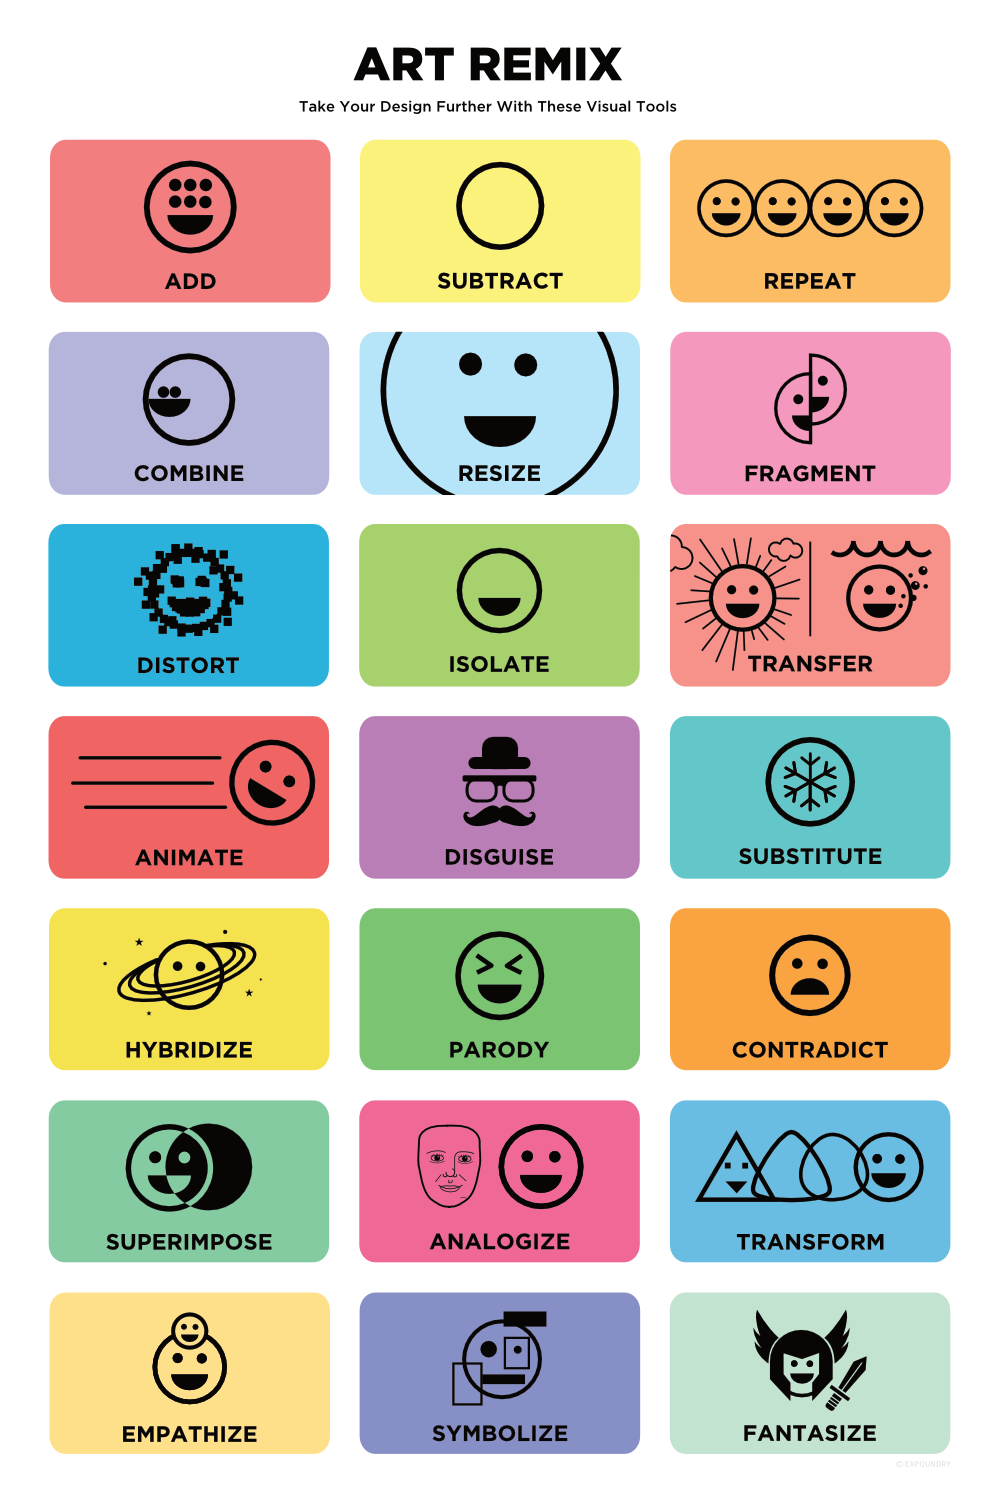 ART REMIX
Take Your Design Further With These Visual Tools
ADD
SUBTRACT
REPEAT
COMBINE
RESIZE
FRAGMENT
DISTORT
ISOLATE
TRANSFER
ANIMATE
DISGUISE
SUBSTITUTE
HYBRIDIZE
PARODY
CONTRADICT
SUPERIMPOSE
ANALOGIZE
TRANSFORM
EMPATHIZE
SYMBOLIZE
FANTASIZE
© EXPOUNDRY